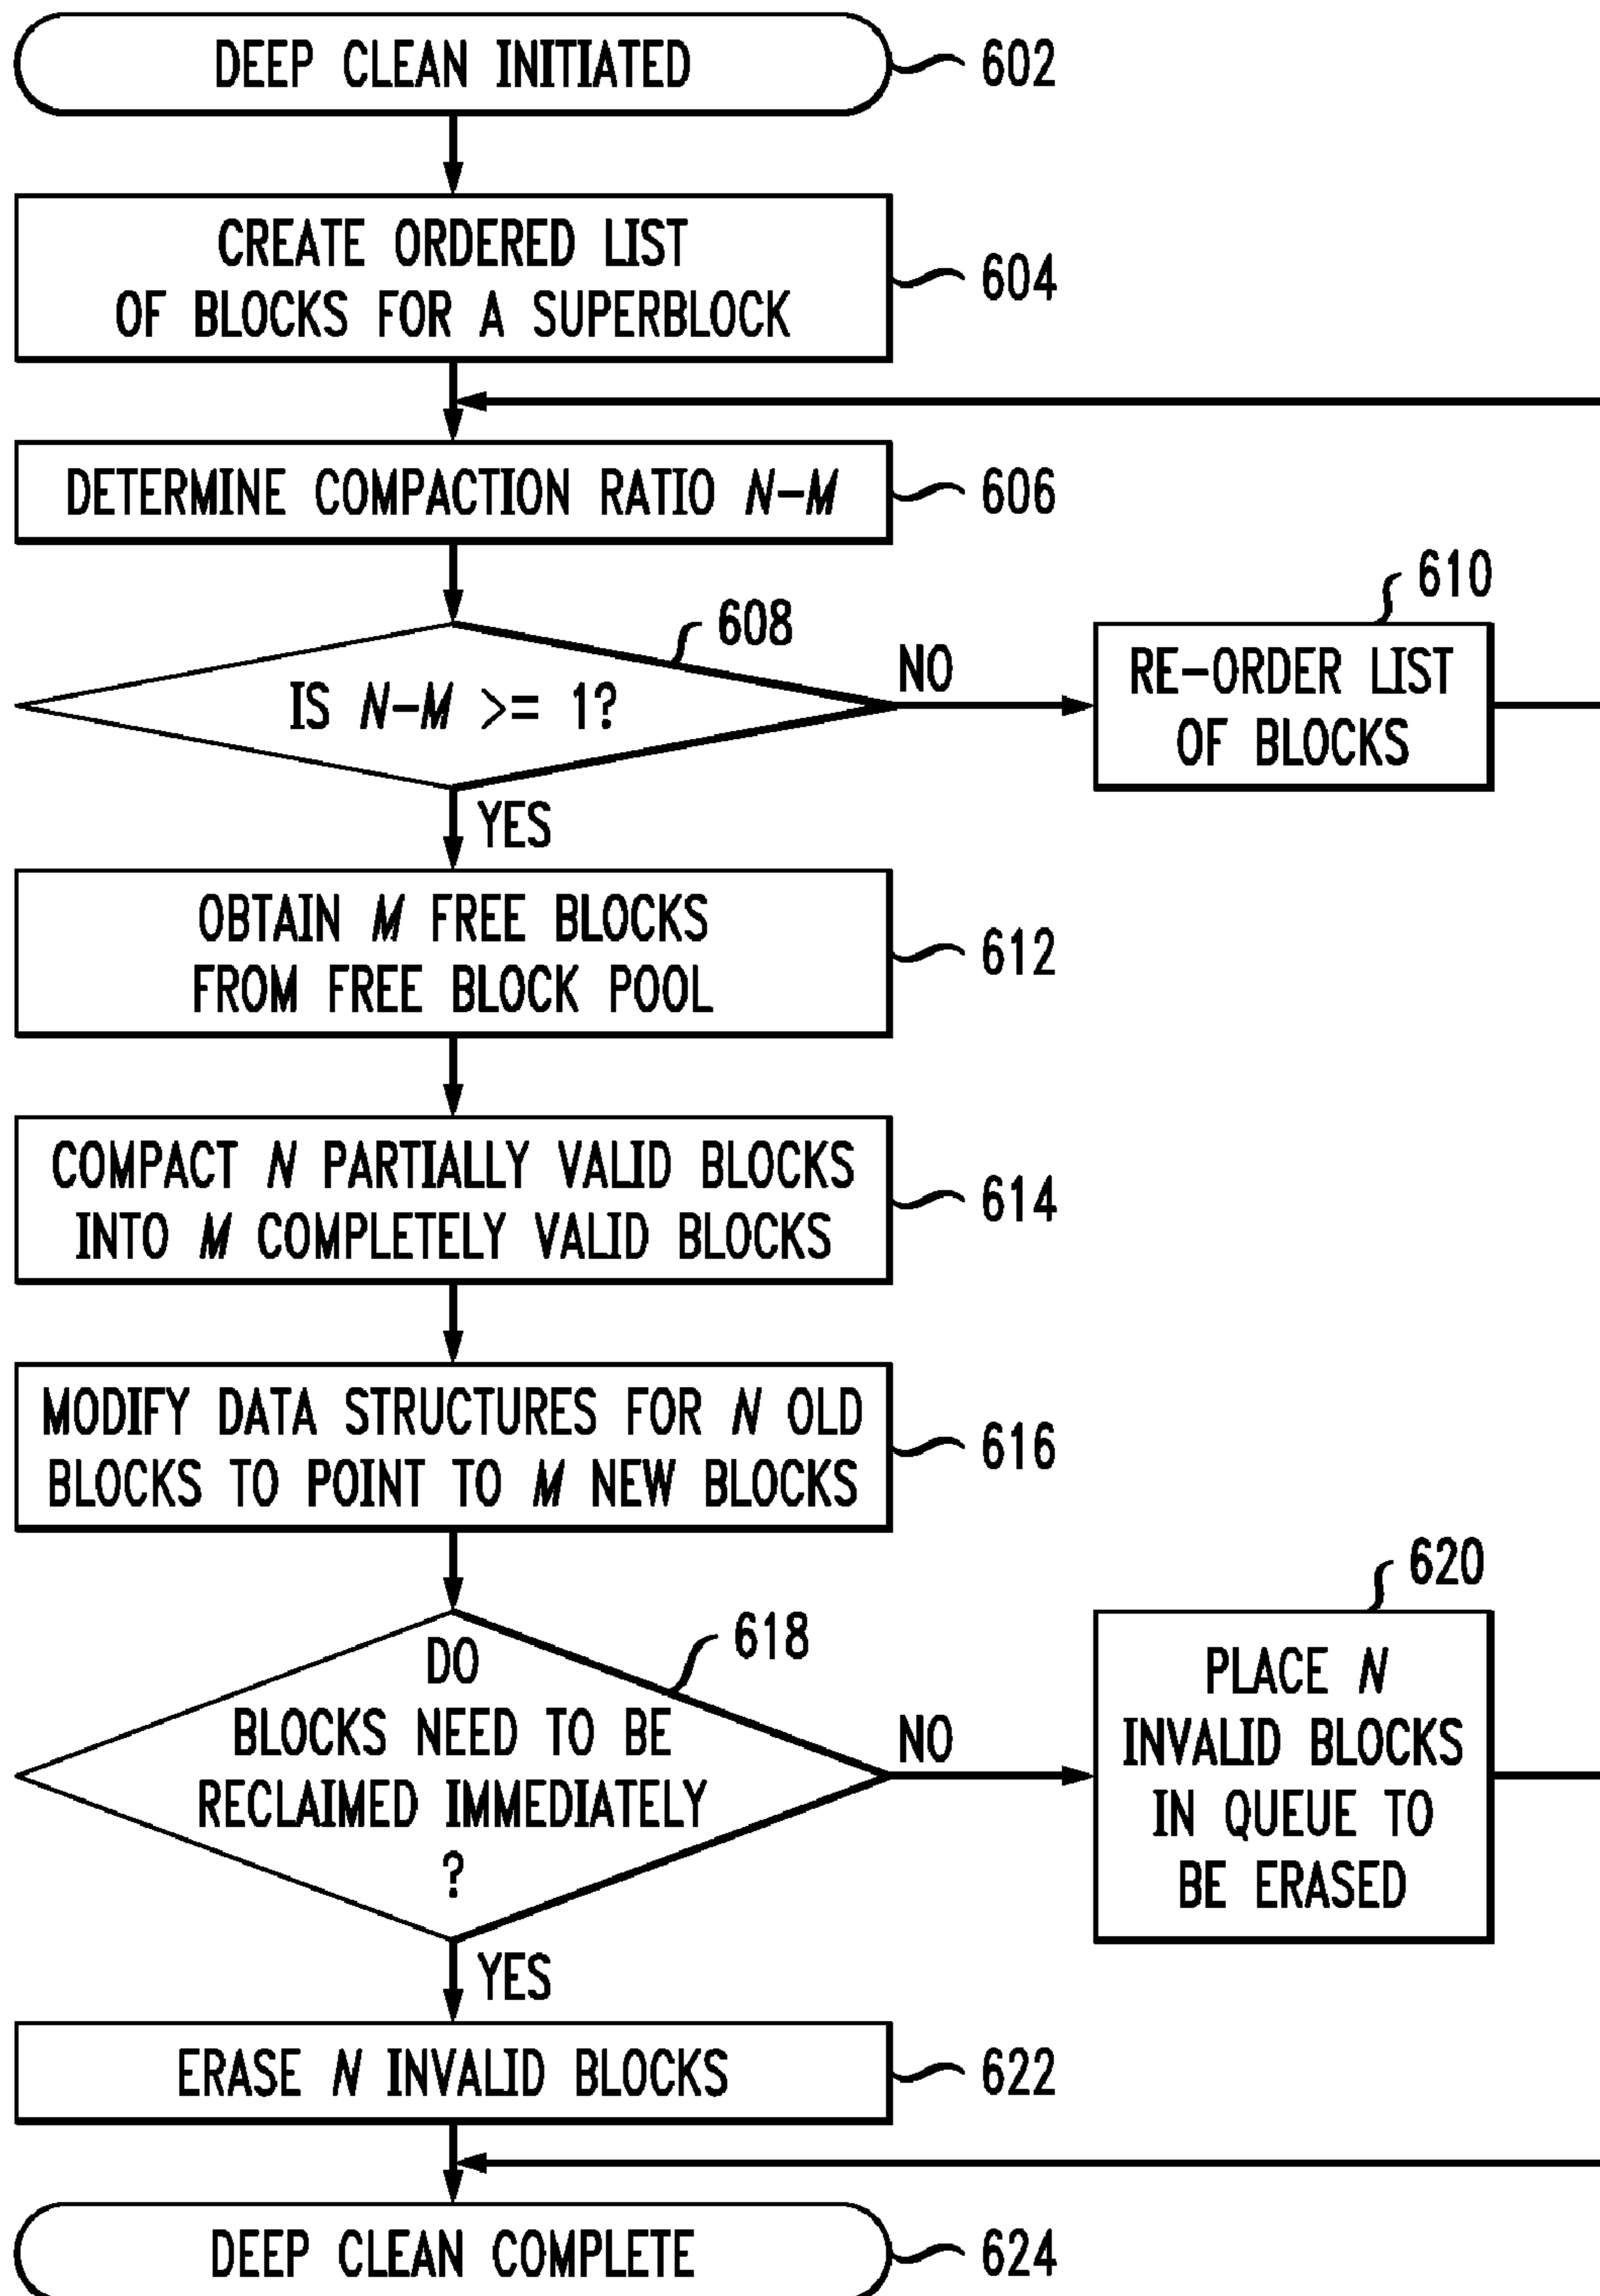 DEEP CLEAN INITIATED
602
CREATE ORDERED LIST
OF BLOCKS FOR A SUPERBLOCK
604
DETERMINE COMPACTION RATIO N-M
606
608
IS N-M >= 1?
NO
610
RE-ORDER LIST
OF BLOCKS
YES
OBTAIN M FREE BLOCKS
FROM FREE BLOCK POOL
612
COMPACT N PARTIALLY VALID BLOCKS
INTO M COMPLETELY VALID BLOCKS
614
MODIFY DATA STRUCTURES FOR N OLD
BLOCKS TO POINT TO M NEW BLOCKS
616
618
DO
BLOCKS NEED TO BE
RECLAIMED IMMEDIATELY
?
NO
620
PLACE N
INVALID BLOCKS
IN QUEUE TO
BE ERASED
YES
ERASE N INVALID BLOCKS
622
DEEP CLEAN COMPLETE
624